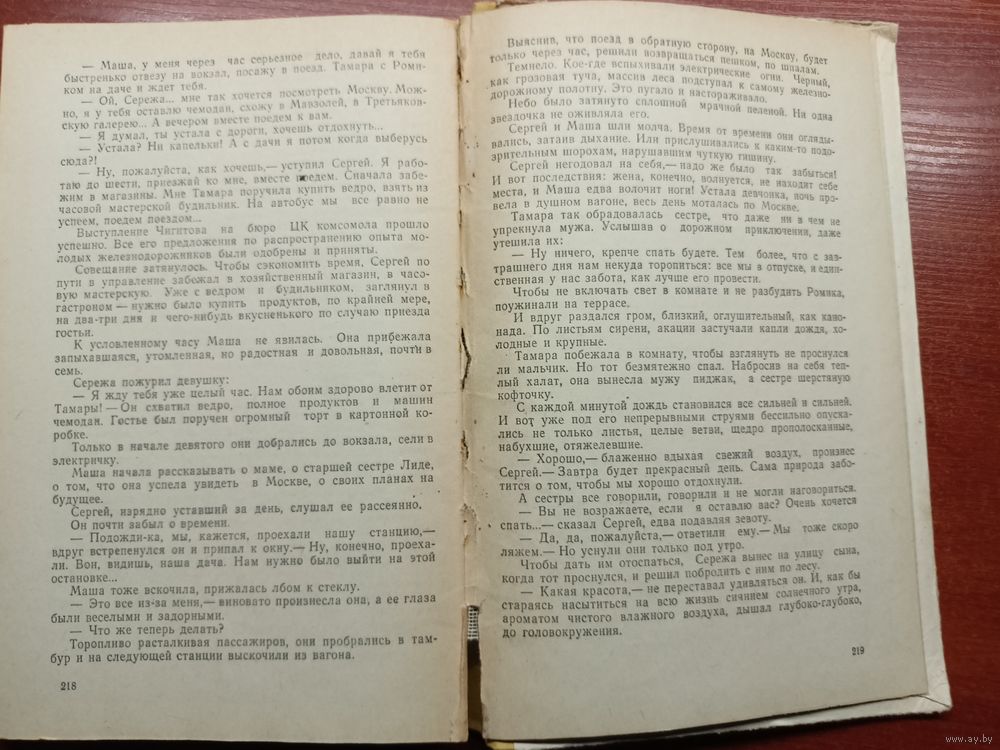 — Маша, у меня через час серьезное дело, давай я тебя
быстренько отвезу на вокзал, посажу в поезд. Тамара с Роми-
ком на даче и ждет тебя.
— Ой, Сережа... мне так хочется посмотреть Москву. Мож-
но, я у тебя оставлю чемодан, схожу в Мавзолей, в Третьяков-
скую галерею... А вечером вместе поедем к вам.
— Я думал, ты устала с дороги, хочешь отдохнуть...
— Устала? Ни капельки! А с дачи я потом когда выберусь
сюда?!
— Ну, пожалуйста, как хочешь,— уступил Сергей. Я рабо-
таю до шести, приезжай ко мне, вместе поедем. Сначала забе-
жим в магазины. Мне Тамара поручила купить ведро, взять из
часовой мастерской будильник. На автобус мы все равно не
успеем, поедем поездом...
Выступление Чигитова на бюро ЦК комсомола прошло
успешно. Все его предложения по распространению опыта мо-
лодых железнодорожников были одобрены и приняты.
Совещание затянулось. Чтобы сэкономить время, Сергей по
пути в управление забежал в хозяйственный магазин, в часо-
вую мастерскую. Уже с ведром и будильником, заглянул в
гастроном — нужно было купить продуктов, по крайней мере,
на два-три дня и чего-нибудь вкусненького по случаю приезда
гостьи.
К условленному часу Маша не явилась. Она прибежала
запыхавшаяся, утомленная, но радостная и довольная, почти в
семь.
Сережа пожурил девушку:
— Я жду тебя уже целый час. Нам обоим здорово влетит от
Тамары! — Он схватил ведро, полное продуктов и машин
чемодан. Гостье был поручен огромный торт в картонной ко-
робке.
Только в начале девятого они добрались до вокзала, сели в
электричку.
Маша начала рассказывать о маме, о старшей сестре Лиде,
о том, что она успела увидеть в Москве, о своих планах на
будущее.
Сергей, изрядно уставший за день, слушал ее рассеянно.
Он почти забыл о времени.
— Подожди-ка, мы, кажется, проехали нашу станцию,—
вдруг встрепенулся он и припал к окну.— Ну, конечно, проеха-
ли. Вон, видишь, наша дача. Нам нужно было выйти на этой
остановке...
Маша тоже вскочила, прижалась лбом к стеклу.
— Это все из-за меня,— виновато произнесла она, а ее глаза
были веселыми и задорными.
— Что же теперь делать?
Торопливо расталкивая пассажиров, они пробрались в там-
бур и на следующей станции выскочили из вагона.
218
Выяснив, что поезд в обратную сторону, на Москву, будет
только через час, решили возвращаться пешком, по шпалам.
Темнело. Кое-где вспыхивали электрические огни. Черный,
как грозовая туча, массив леса подступал к самому железно-
дорожному полотну. Это пугало и настораживало.
Небо было затянуто сплошной мрачной пеленой. Ни одна
звездочка не оживляла его.
Сергей и Маша шли молча. Время от времени они огляды-
вались, затаив дыхание. Или прислушивались к каким-то подо-
зрительным шорохам, нарушавшим чуткую тишину.
Сергей негодовал на себя,— надо же было так забыться!
И вот последствия: жена, конечно, волнуется, не находит себе
места, и Маша едва волочит ноги! Устала девчонка, ночь про-
вела в душном вагоне, весь день моталась по Москве.
Тамара так обрадовалась сестре, что даже ни в чем не
упрекнула мужа. Услышав о дорожном приключении, даже
утешила их:
— Ну ничего, крепче спать будете. Тем более, что с зав-
трашнего дня нам некуда торопиться: все мы в отпуске, и един-
ственная у нас забота, как лучше его провести.
Чтобы не включать свет в комнате и не разбудить Ромика,
поужинали на террасе.
И вдруг раздался гром, близкий, оглушительный, как кано-
нада. По листьям сирени, акации застучали капли дождя, хо-
лодные и крупные.
Тамара побежала в комнату, чтобы взглянуть не проснулся
ли мальчик. Но тот безмятежно спал. Набросив на себя теп-
лый халат, она вынесла мужу пиджак, а сестре шерстяную
кофточку.
С каждой минутой дождь становился все сильней и сильней.
И вот уже под его непрерывными струями бессильно опуска-
лись не только листья, целые ветви, щедро прополосканные,
набухшие, отяжелевшие.
— Хорошо,— блаженно вдыхая свежий воздух, произнес
Сергей.— Завтра будет прекрасный день. Сама природа забо-
тится о том, чтобы мы хорошо отдохнули.
А сестры все говорили, говорили и не могли наговориться.
— Вы не возражаете, если я оставлю вас? Очень хочется
спать...— сказал Сергей, едва подавляя зевоту.
— Да, да, пожалуйста,— ответили ему.— Мы тоже скоро
ляжем.— Но уснули они только под утро.
Чтобы дать им отоспаться, Сережа вынес на улицу сына,
когда тот проснулся, и решил побродить с ним по лесу.
— Какая красота,— не переставал удивляться он. И, как бы
стараясь насытиться на всю жизнь сиянием солнечного утра,
ароматом чистого влажного воздуха, дышал глубоко-глубоко,
до головокружения.
219
www.ay.by